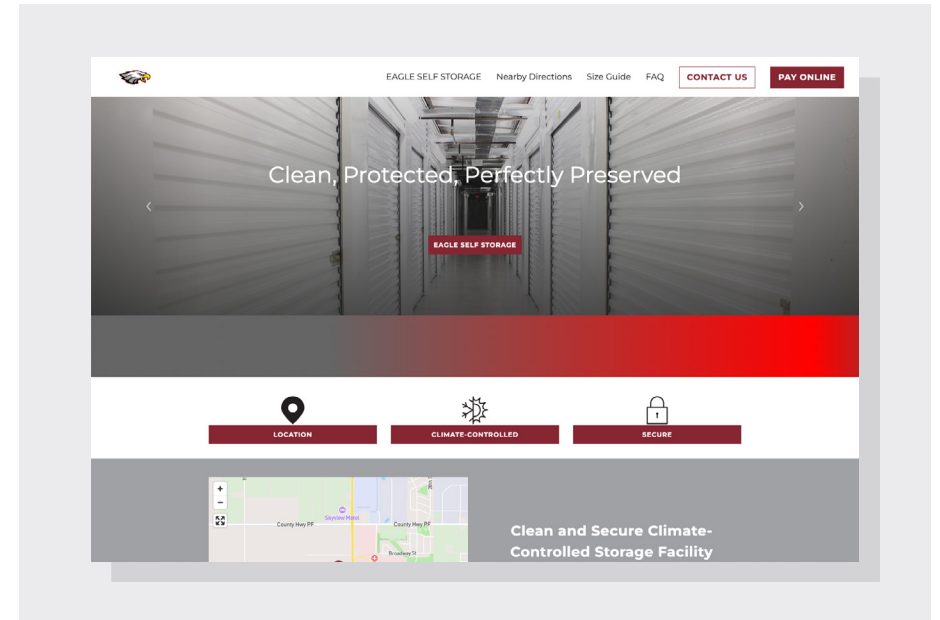 EAGLE SELF STORAGE Nearby Directions Size Guide FAQ CONTACT US PAY ONLINE
Clean, Protected, Perfectly Preserved
EAGLE SELF STORAGE
LOCATION CLIMATE-CONTROLLED SECURE
Skyview Motel
County Hwy PF County Hwy PF
Broadway St
Clean and Secure Climate-
Controlled Storage Facility